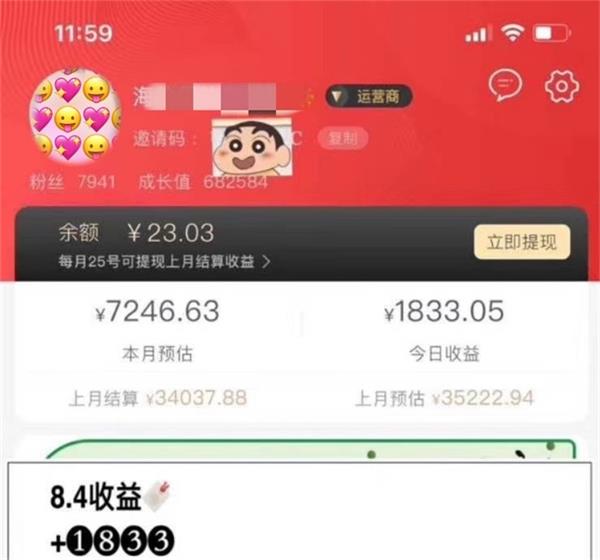 11:59
海 运营商
邀请码： C 复制
粉丝 7941 成长值 682584
余额 ￥23.03 立即提现
每月25号可提现上月结算收益 >
¥7246.63 ¥1833.05
本月预估 今日收益
上月结算 ¥34037.88 上月预估 ¥35222.94
8.4收益
+❶❽❸❸